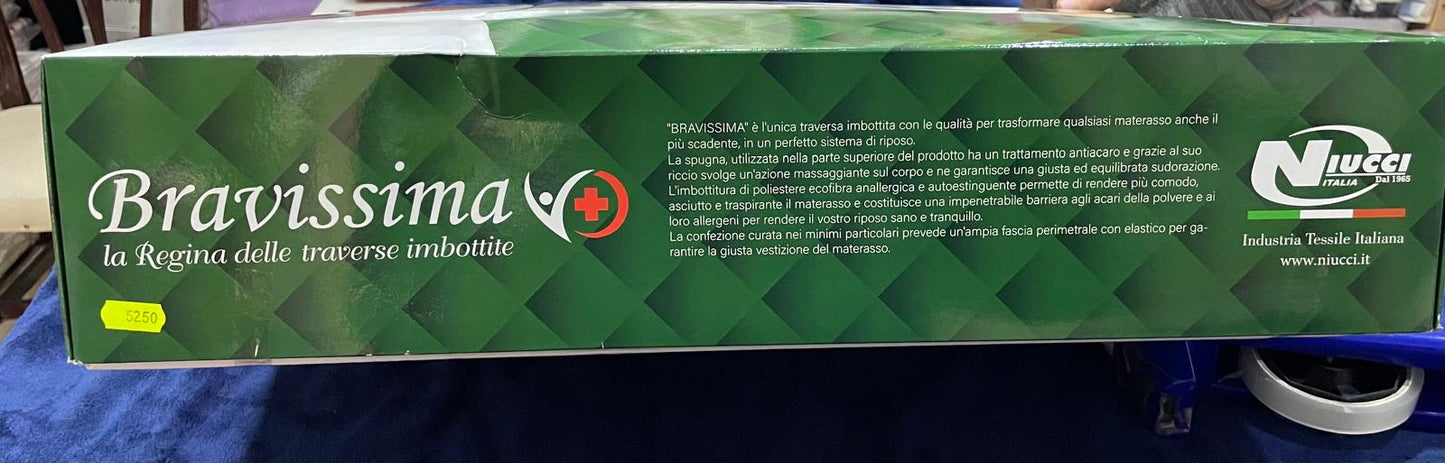 Bravissima
la Regina delle traverse imbottite
5250
"BRAVISSIMA" è l'unica traversa imbottita con le qualità per trasformare qualsiasi materasso anche il
più scadente, in un perfetto sistema di riposo.
La spugna, utilizzata nella parte superiore del prodotto ha un trattamento antiacaro e grazie al suo
riccio svolge un'azione massaggiante sul corpo e ne garantisce una giusta ed equilibrata sudorazione.
L'imbottitura di poliestere ecofibra anallergica e autoestinguente permette di rendere più comodo,
asciutto e traspirante il materasso e costituisce una impenetrabile barriera agli acari della polvere e ai
loro allergeni per rendere il vostro riposo sano e tranquillo.
La confezione curata nei minimi particolari prevede un'ampia fascia perimetrale con elastico per ga-
rantire la giusta vestizione del materasso.
NIUCCI
ITALIA Dal 1965
Industria Tessile Italiana
www.niucci.it